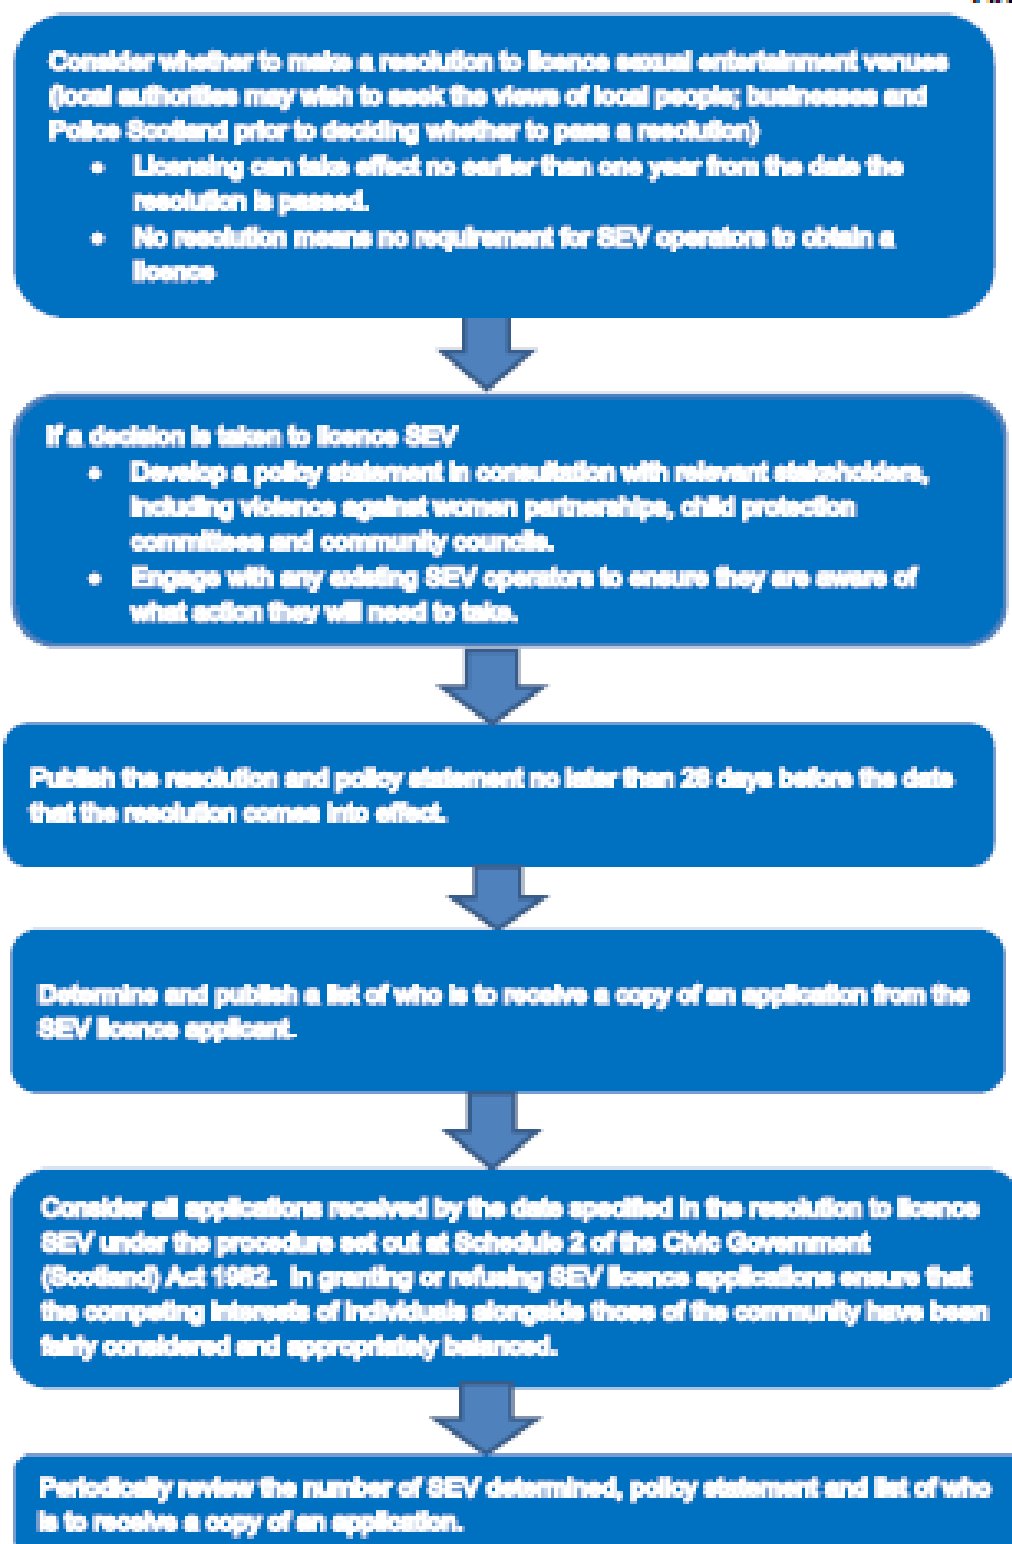 Consider whether to make a resolution to licence sexual entertainment venues
(local authorities may wish to seek the views of local people; businesses and
Police Scotland prior to deciding whether to pass a resolution)
• Licensing can take effect no earlier than one year from the date the
resolution is passed.
• No resolution means no requirement for SEV operators to obtain a
licence
If a decision is taken to licence SEV
• Develop a policy statement in consultation with relevant stakeholders,
including violence against women partnerships, child protection
committees and community councils.
• Engage with any existing SEV operators to ensure they are aware of
what action they will need to take.
Publish the resolution and policy statement no later than 28 days before the date
that the resolution comes into effect.
Determine and publish a list of who is to receive a copy of an application from the
SEV licence applicant.
Consider all applications received by the date specified in the resolution to licence
SEV under the procedure set out at Schedule 2 of the Civic Government
(Scotland) Act 1982. In granting or refusing SEV licence applications ensure that
the competing interests of individuals alongside those of the community have been
fairly considered and appropriately balanced.
Periodically review the number of SEV determined, policy statement and list of who
is to receive a copy of an application.